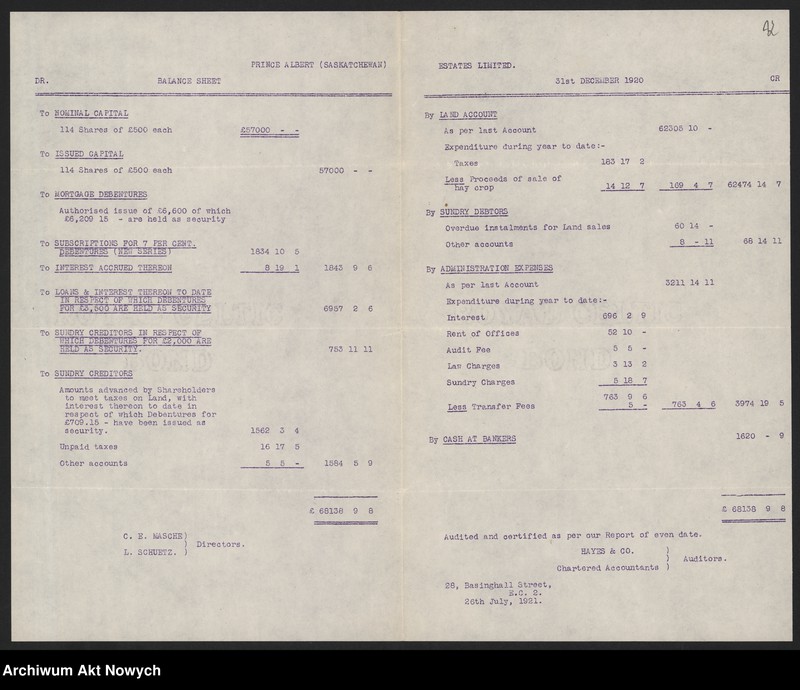 92
PRINCE ALBERT (SASKATCHEWAN)
DR. BALANCE SHEET
To NOMINAL CAPITAL
114 Shares of £500 each £57000 - -
To ISSUED CAPITAL
114 Shares of £500 each 57000 - -
To MORTGAGE DEBENTURES
Authorised issue of £6,600 of which
£6,209 15 - are held as security
To SUBSCRIPTIONS FOR 7 PER CENT.
DEBENTURES (NEW SERIES) 1834 10 5
To INTEREST ACCRUED THEREON 8 19 1 1843 9 6
To LOANS & INTEREST THEREON TO DATE
IN RESPECT OF WHICH DEBENTURES
FOR £3,500 ARE HELD AS SECURITY 6957 2 6
To SUNDRY CREDITORS IN RESPECT OF
WHICH DEBENTURES FOR £2,000 ARE
HELD AS SECURITY. 753 11 11
To SUNDRY CREDITORS
Amounts advanced by Shareholders
to meet taxes on Land, with
interest thereon to date in
respect of which Debentures for
£709.15 - have been issued as
security. 1562 3 4
Unpaid taxes 16 17 5
Other accounts 5 5 - 1584 5 9
£ 68138 9 8
C. E. MASCHE)
) Directors.
L. SCHUETZ. )
ESTATES LIMITED.
31st DECEMBER 1920 CR
By LAND ACCOUNT
As per last Account 62305 10 -
Expenditure during year to date:-
Taxes 183 17 2
Less Proceeds of sale of
hay crop 14 12 7 169 4 7 62474 14 7
By SUNDRY DEBTORS
Overdue instalments for Land sales 60 14 -
Other accounts 8 - 11 68 14 11
By ADMINISTRATION EXPENSES
As per last Account 3211 14 11
Expenditure during year to date:-
Interest 696 2 9
Rent of Offices 52 10 -
Audit Fee 5 5 -
Law Charges 3 13 2
Sundry Charges 5 18 7
763 9 6
Less Transfer Fees 5 - 763 4 6 3974 19 5
By CASH AT BANKERS 1620 - 9
£ 68138 9 8
Audited and certified as per our Report of even date.
HAYES & CO. )
) Auditors.
Chartered Accountants )
28, Basinghall Street,
E.C. 2.
26th July, 1921.
Archiwum Akt Nowych